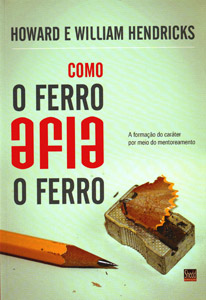 HOWARD E WILLIAM HENDRICKS
COMO
O FERRO
AFIA
O FERRO
A formação do caráter
por meio do mentoreamento